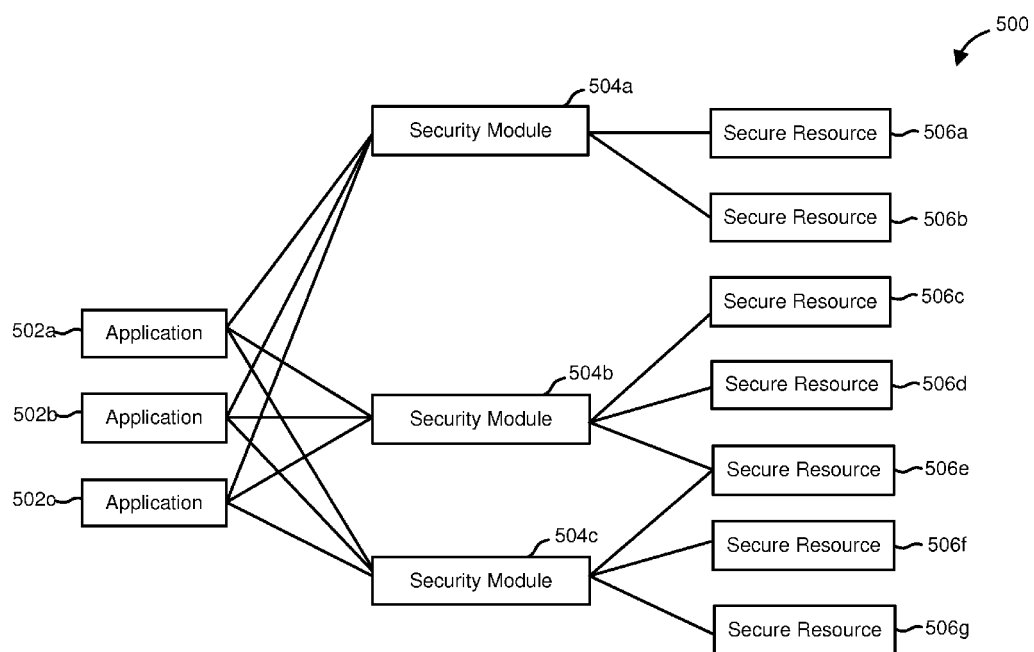 500
504a
Security Module
Secure Resource
506a
Secure Resource
506b
Secure Resource
506c
502a
Application
504b
Secure Resource
506d
502b
Application
Security Module
Secure Resource
506e
502c
Application
504c
Secure Resource
506f
Security Module
Secure Resource
506g